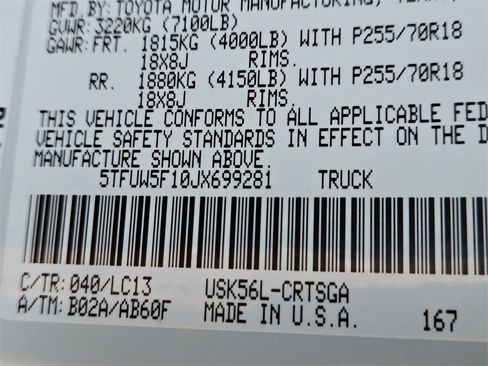 MFD.BY:TOYOTA MOTOR MANUFACTURING,
GVWR:3220KG (7100LB)
GAWR:FRT. 1815KG (4000LB) WITH P255/70R18
18X8J RIMS.
RR. 1880KG (4150LB) WITH P255/70R18
18X8J RIMS.
THIS VEHICLE CONFORMS TO ALL APPLICABLE FED
VEHICLE SAFETY STANDARDS IN EFFECT ON THE D
MANUFACTURE SHOWN ABOVE.
5TFUW5F10JX699281 TRUCK
C/TR:040/LC13 USK56L-CRTSGA
A/TM:B02A/AB60F MADE IN U.S.A. 167